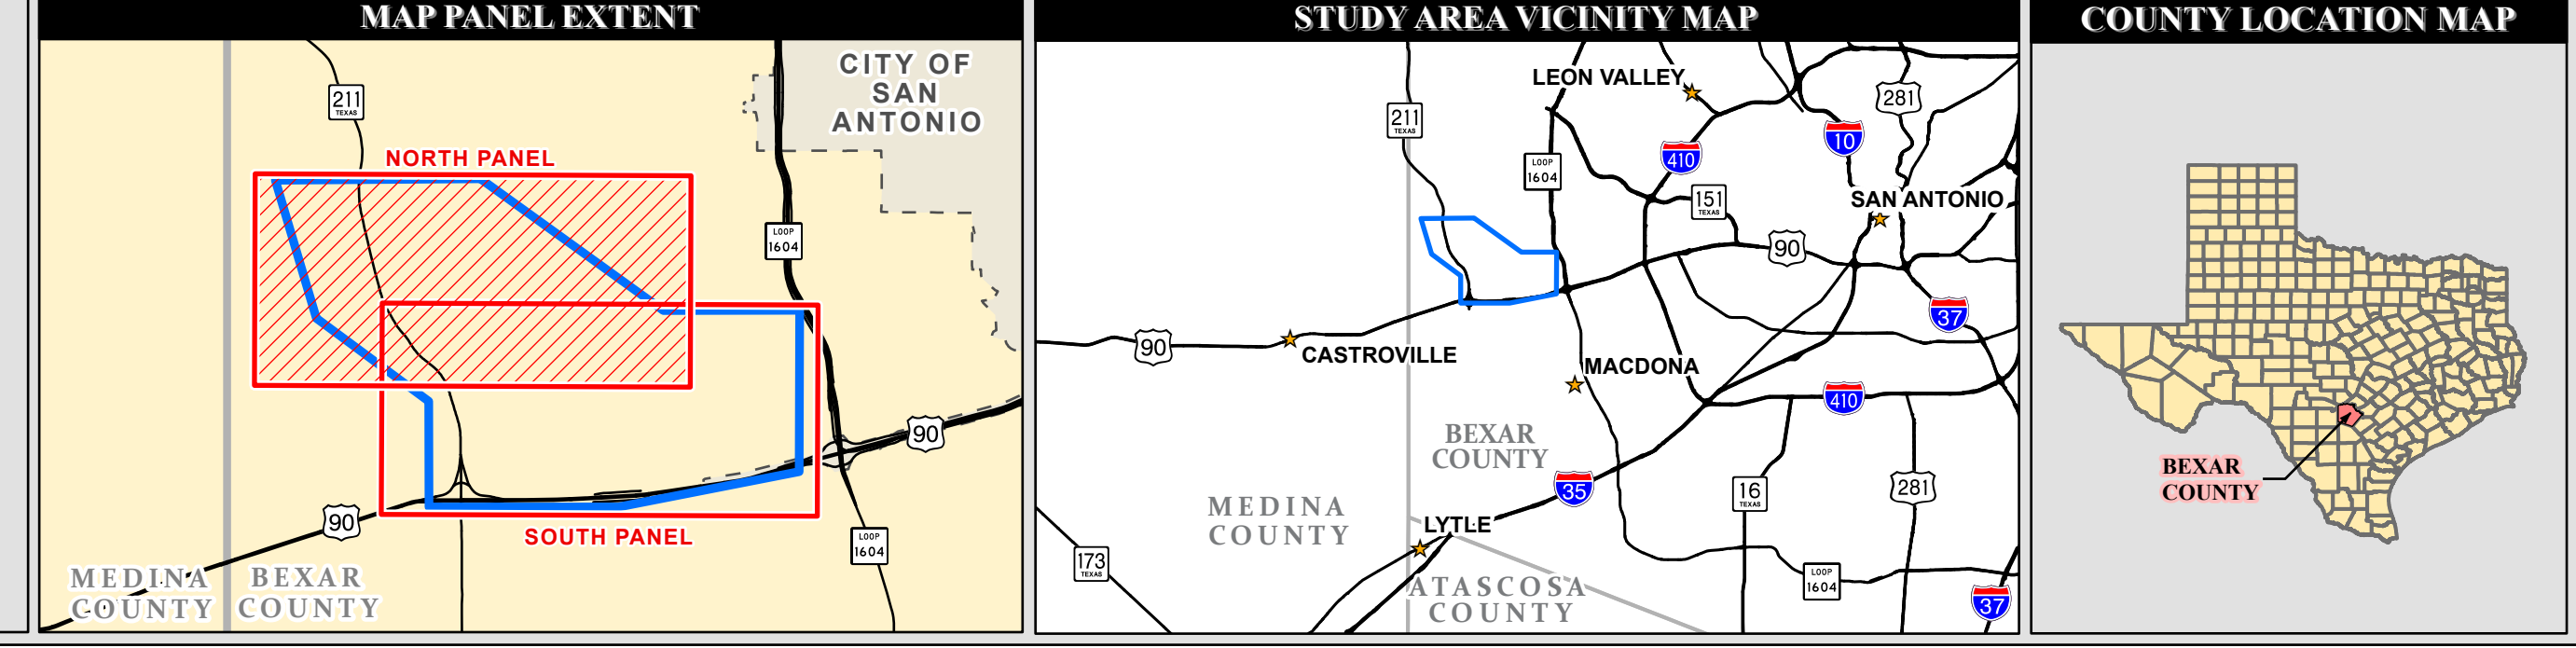 MAP PANEL EXTENT
CITY OF
SAN
ANTONIO
211
TEXAS
NORTH PANEL
LOOP
1604
90
90
SOUTH PANEL
LOOP
1604
MEDINA
COUNTY
BEXAR
COUNTY
STUDY AREA VICINITY MAP
LEON VALLEY
281
211
TEXAS
10
410
LOOP
1604
151
TEXAS
SAN ANTONIO
90
37
90
CASTROVILLE
MACDONA
410
BEXAR
COUNTY
35
16
TEXAS
281
MEDINA
COUNTY
LYTLE
173
TEXAS
ATASCOSA
COUNTY
LOOP
1604
37
COUNTY LOCATION MAP
BEXAR
COUNTY